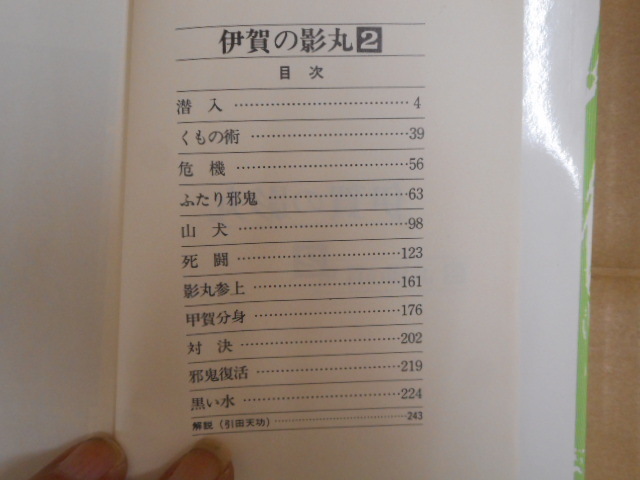 伊賀の影丸2
目次
潜入……………………………4
くもの術…………………………39
危機……………………………56
ふたり邪鬼………………………63
山犬……………………………98
死闘……………………………123
影丸参上…………………………161
甲賀分身…………………………176
対決……………………………202
邪鬼復活…………………………219
黒い水……………………………224
解説（引田天功）……………………243